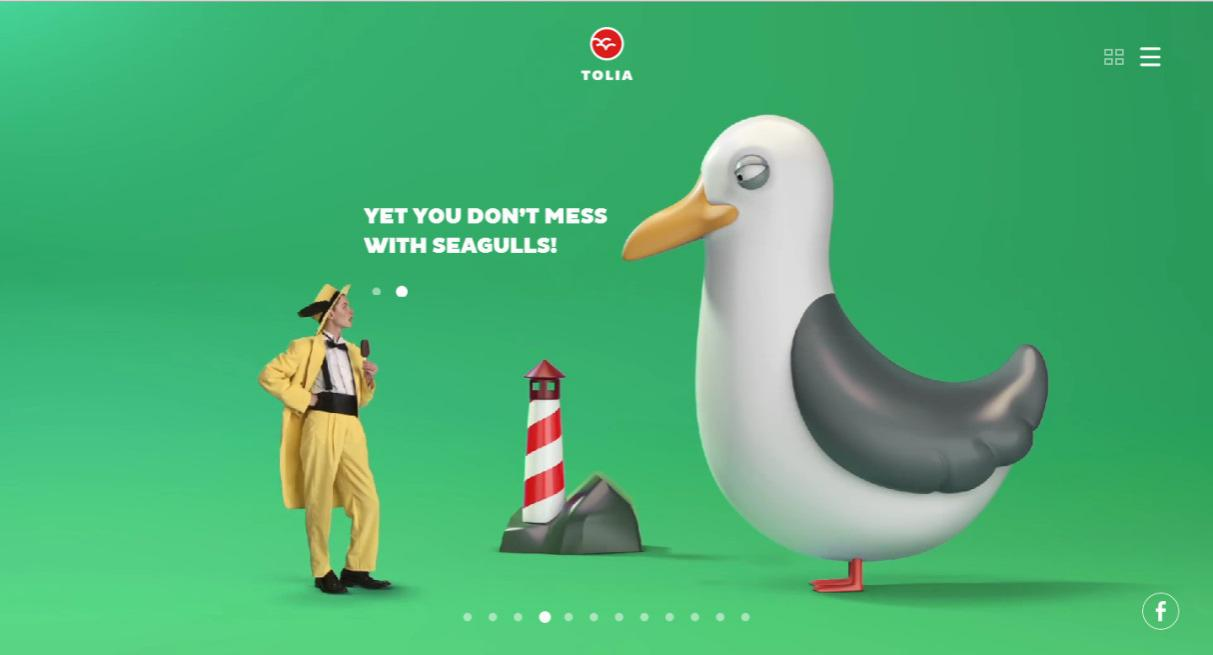 TOLIA
YET YOU DON'T MESS
WITH SEAGULLS!
f